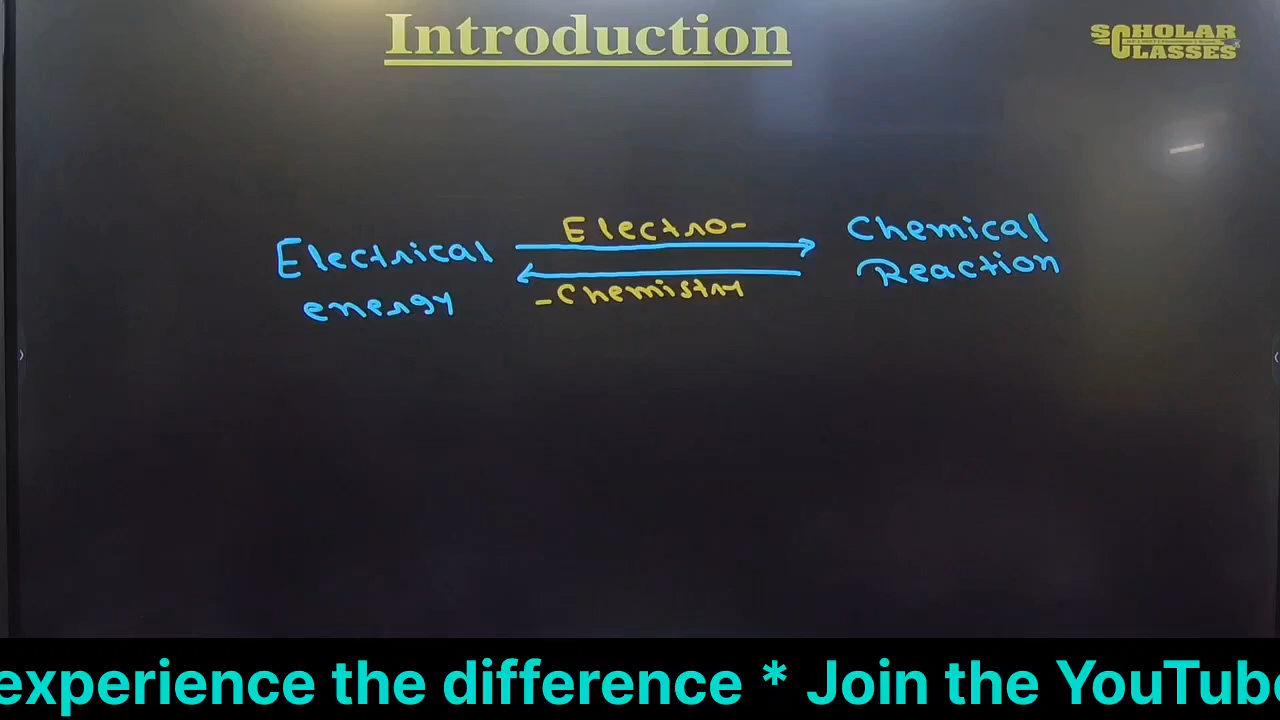 Introduction
SCHOLAR
CLASSES
Electro-
Chemical
Electrical
Reaction
-Chemistry
energy
experience the difference * Join the YouTube